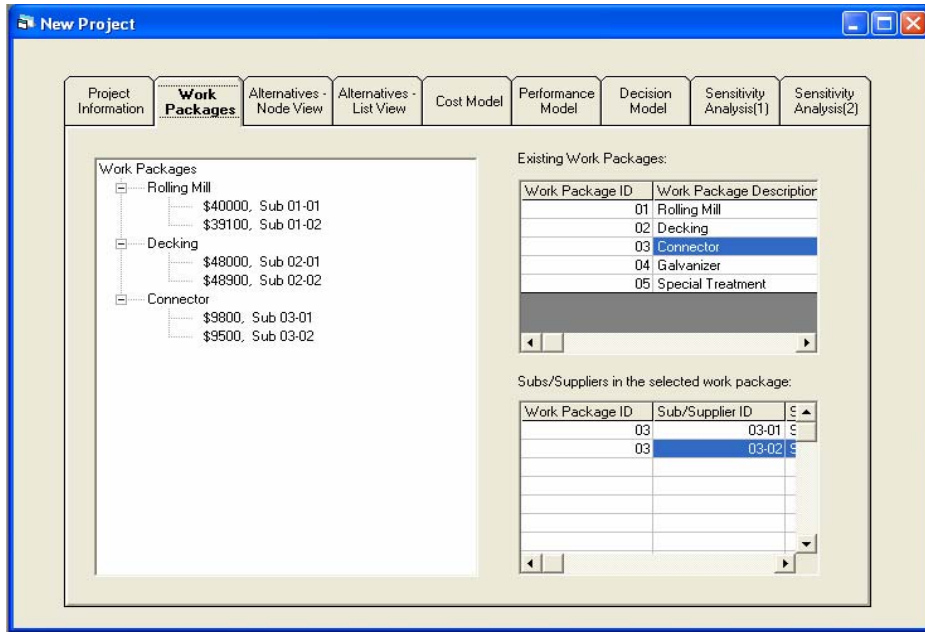 New Project
Project Information
Work Packages
Alternatives - Node View
Alternatives - List View
Cost Model
Performance Model
Decision Model
Sensitivity Analysis(1)
Sensitivity Analysis(2)
Work Packages
Rolling Mill
$40000, Sub 01-01
$39100, Sub 01-02
Decking
$48000, Sub 02-01
$48900, Sub 02-02
Connector
$9800, Sub 03-01
$9500, Sub 03-02
Existing Work Packages:
Work Package ID Work Package Description
01 Rolling Mill
02 Decking
03 Connector
04 Galvanizer
05 Special Treatment
Subs/Suppliers in the selected work package:
Work Package ID Sub/Supplier ID
03 03-01
03 03-02